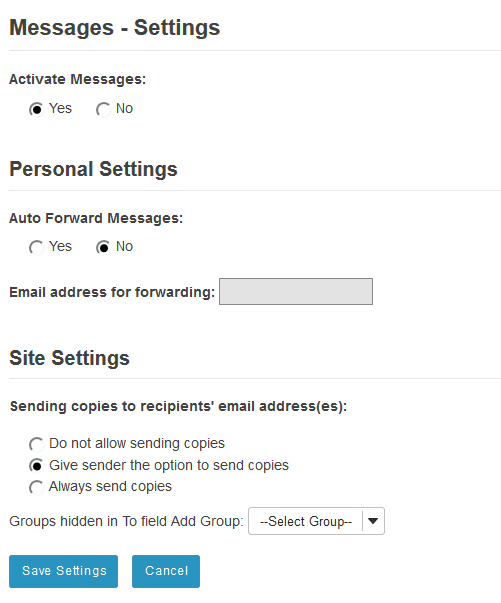 Messages - Settings
Activate Messages:
Yes No
Personal Settings
Auto Forward Messages:
Yes No
Email address for forwarding:
Site Settings
Sending copies to recipients' email address(es):
Do not allow sending copies
Give sender the option to send copies
Always send copies
Groups hidden in To field Add Group: --Select Group--
Save Settings Cancel